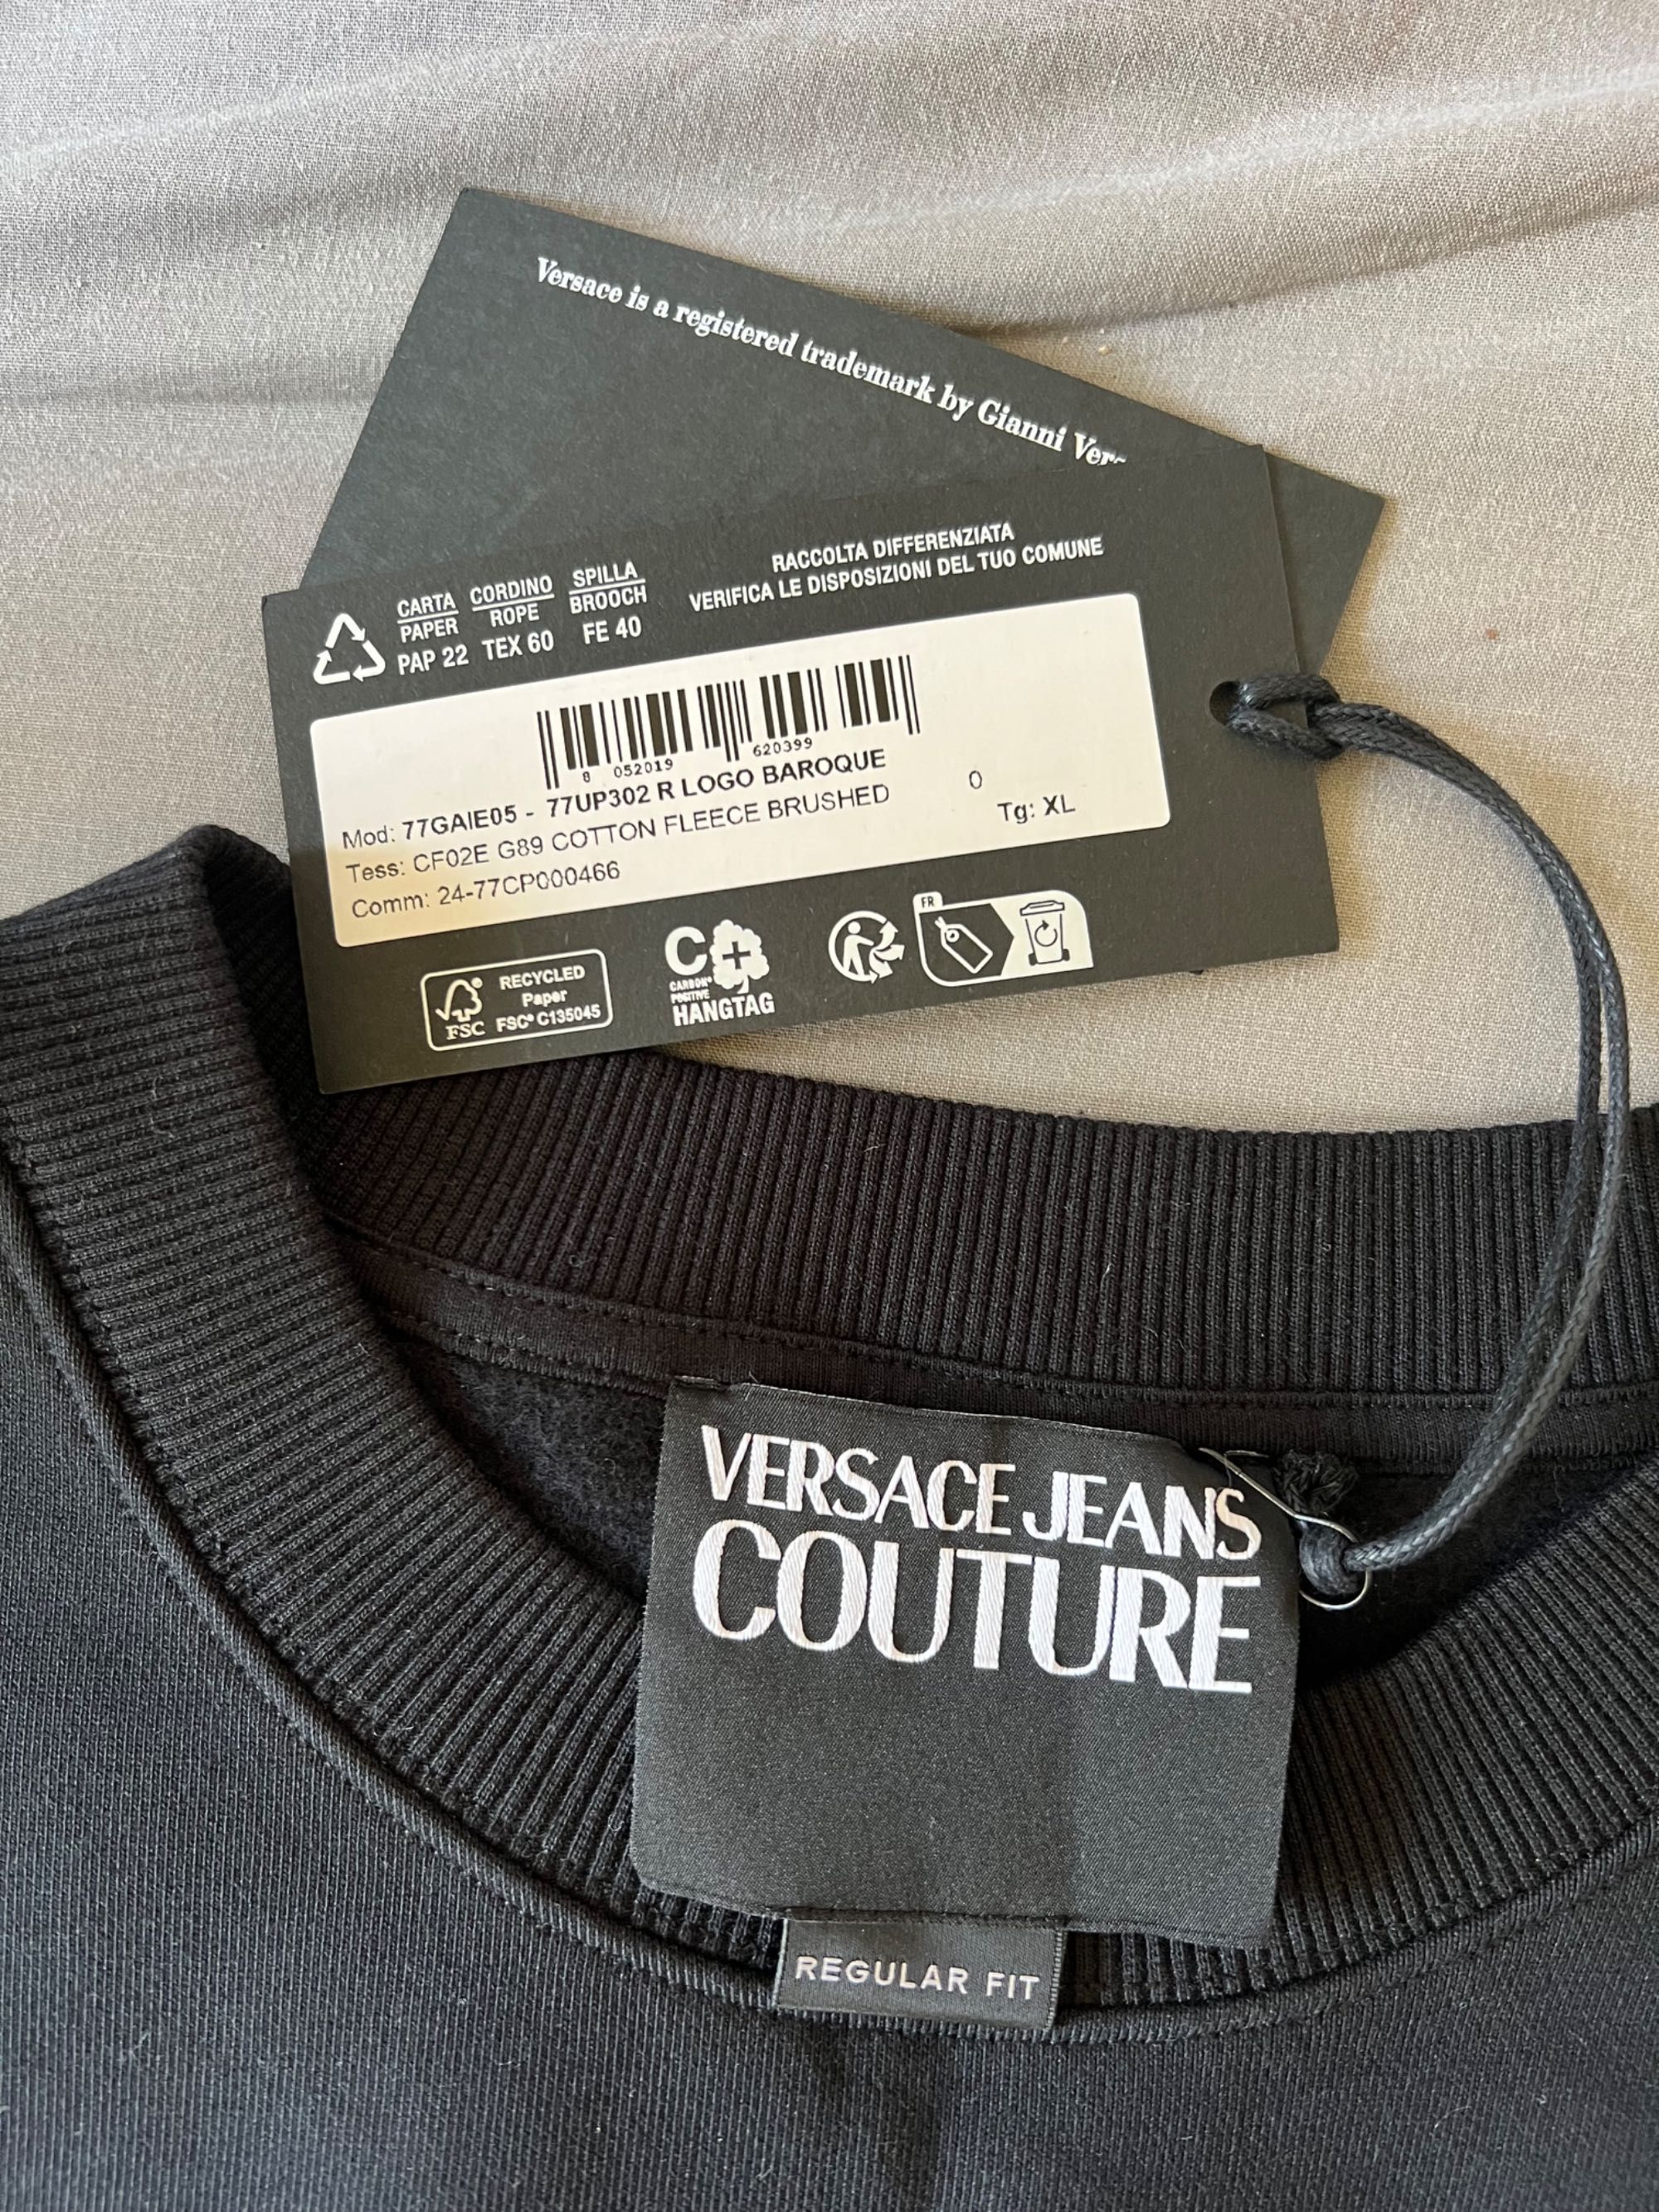 Versace is a registered trademark by Gianni
CARTA CORDINO SPILLA
PAPER ROPE BROOCH
PAP 22 TEX 60 FE 40
RACCOLTA DIFFERENZIATA
VERIFICA LE DISPOSIZIONI DEL TUO COMUNE
8 052019 620399
Mod: 77GAIE05 - 77UP302 R LOGO BAROQUE
Tess: CF02E G89 COTTON FLEECE BRUSHED 0
Comm: 24-77CP000466 Tg: XL
FSC
RECYCLED
Paper
FSC® C135045
C+
CARBON*
POSITIVE
HANGTAG
FR
VERSACE JEANS
COUTURE
REGULAR FIT